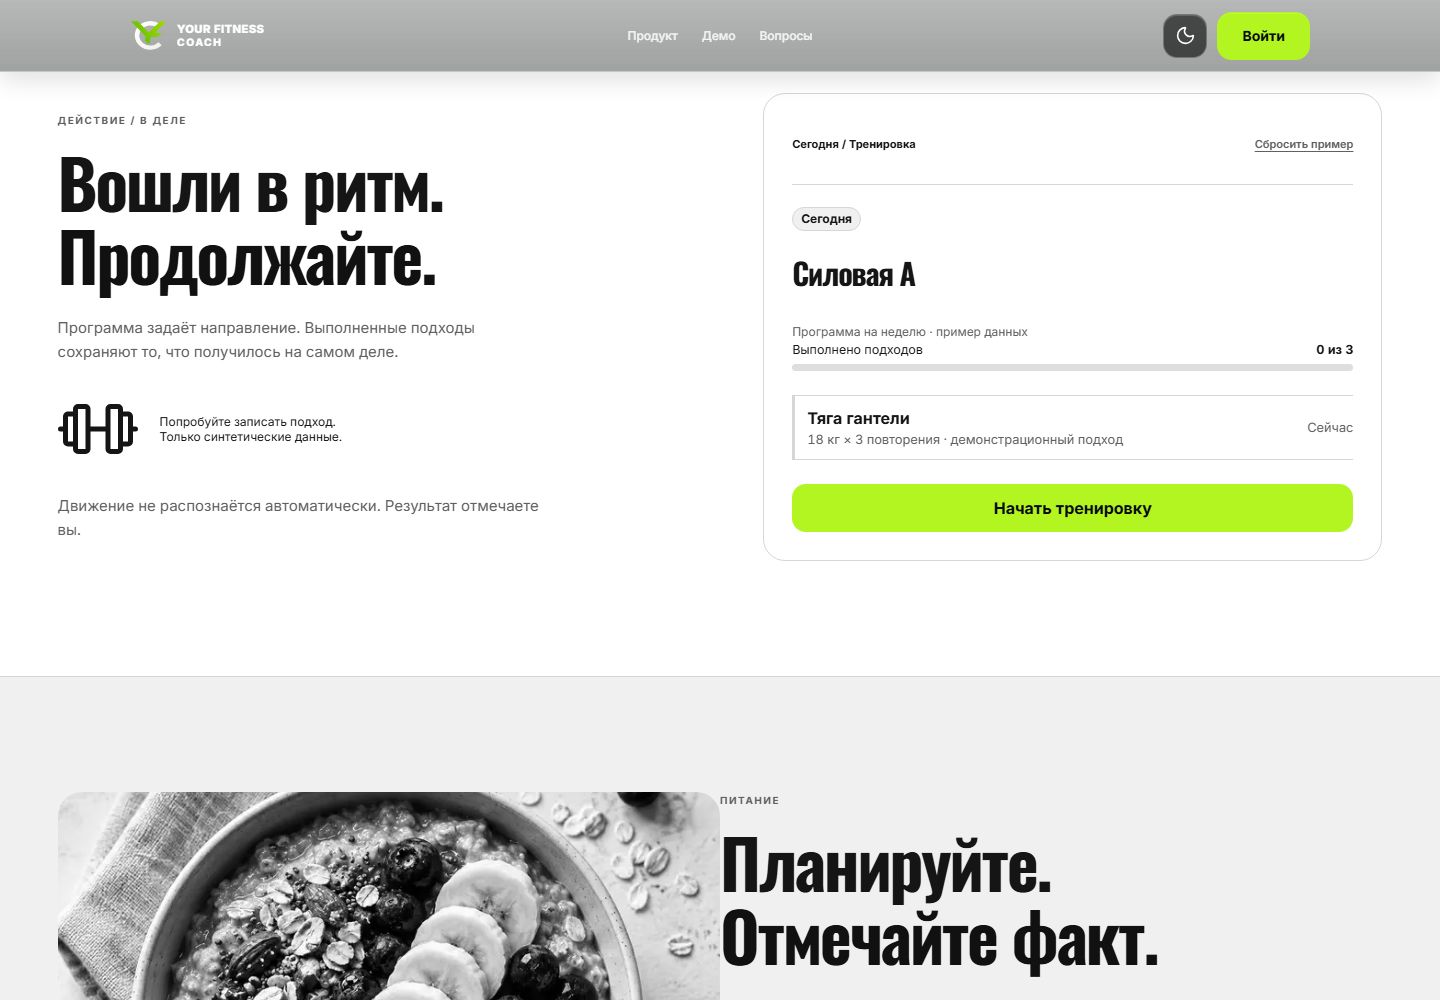 YOUR FITNESS
COACH
Продукт
Демо
Вопросы
Войти
ДЕЙСТВИЕ / В ДЕЛЕ
Вошли в ритм.
Продолжайте.
Программа задаёт направление. Выполненные подходы
сохраняют то, что получилось на самом деле.
Попробуйте записать подход.
Только синтетические данные.
Движение не распознаётся автоматически. Результат отмечаете
вы.
Сегодня / Тренировка
Сбросить пример
Сегодня
Силовая А
Программа на неделю · пример данных
Выполнено подходов
0 из 3
Тяга гантели
18 кг × 3 повторения · демонстрационный подход
Сейчас
Начать тренировку
ПИТАНИЕ
Планируйте.
Отмечайте факт.